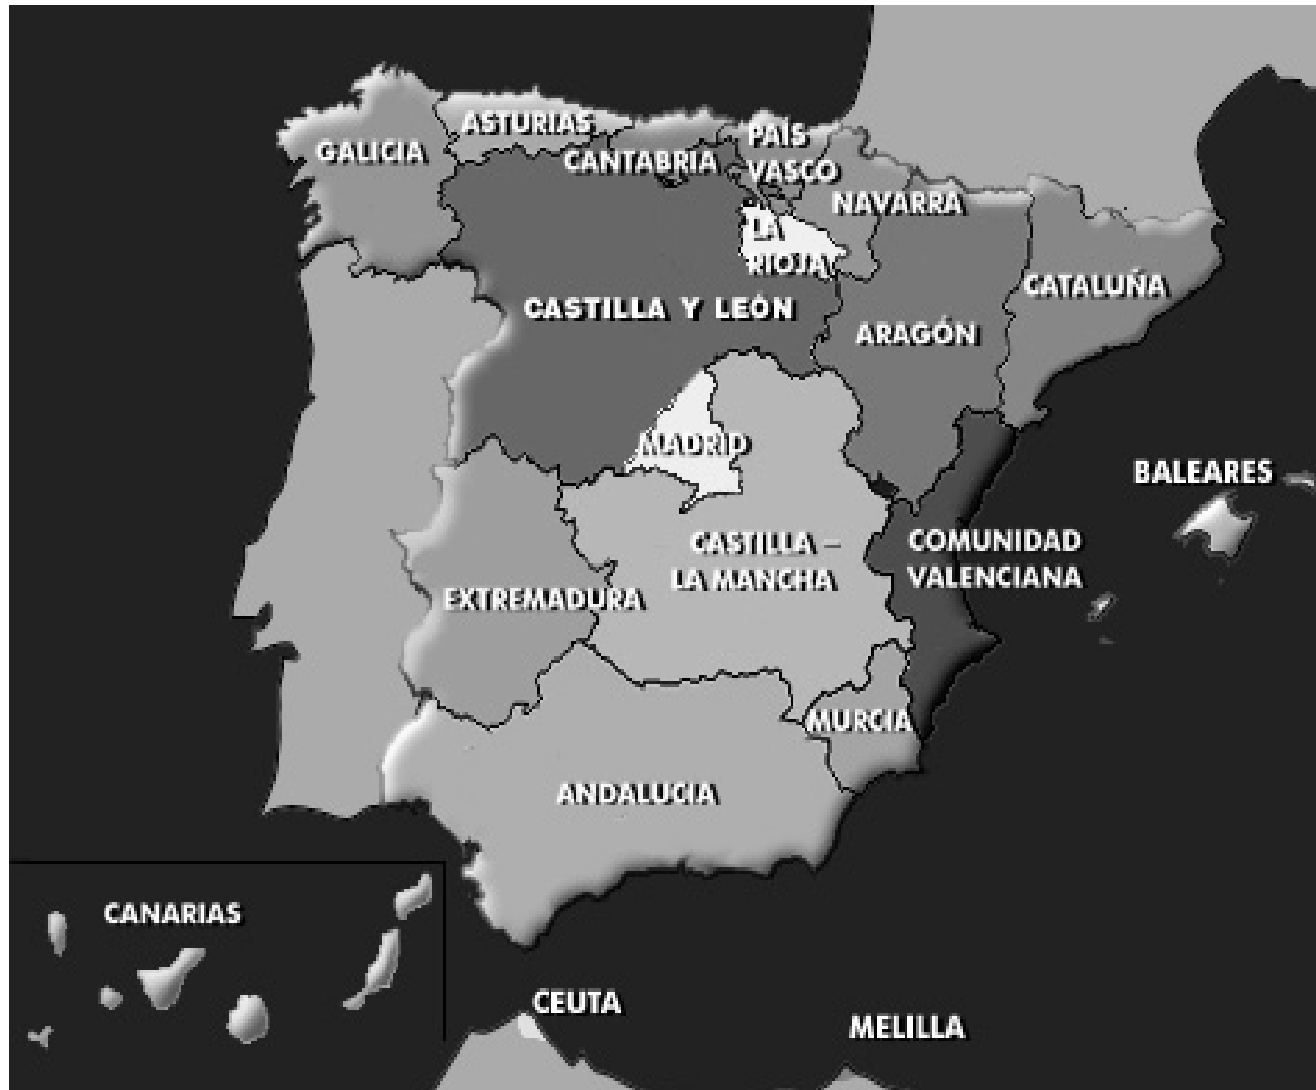 ASTURIAS
PAÍS
VASCO
GALICIA
CANTABRIA
NAVARRA
LA
RIOJA
CATALUÑA
CASTILLA Y LEÓN
ARAGÓN
MADRID
BALEARES
CASTILLA –
LA MANCHA
COMUNIDAD
VALENCIANA
EXTREMADURA
MURCIA
ANDALUCIA
CANARIAS
CEUTA
MELILLA